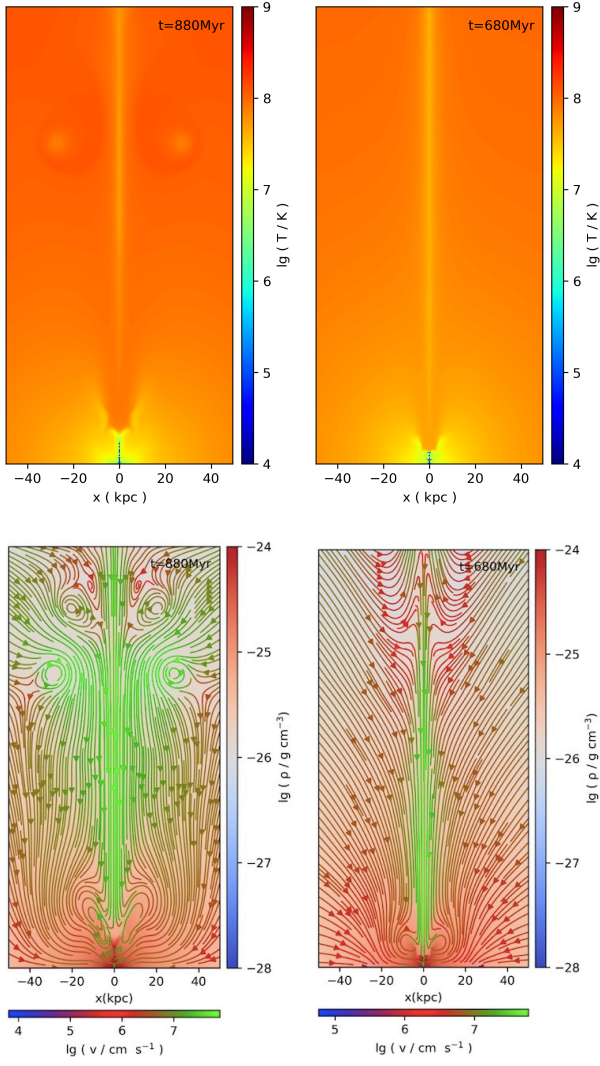 t=880Myr
9
8
7
6
5
4
lg ( T / K )
−40 −20 0 20 40
x ( kpc )
t=680Myr
9
8
7
6
5
4
lg ( T / K )
−40 −20 0 20 40
x ( kpc )
t=880Myr
−24
−25
−26
−27
−28
lg ( ρ / g cm⁻³)
−40 −20 0 20 40
x(kpc)
4 5 6 7
lg ( v / cm s⁻¹ )
t=680Myr
−24
−25
−26
−27
−28
lg ( ρ / g cm⁻³)
−40 −20 0 20 40
x(kpc)
5 6 7
lg ( v / cm s⁻¹ )